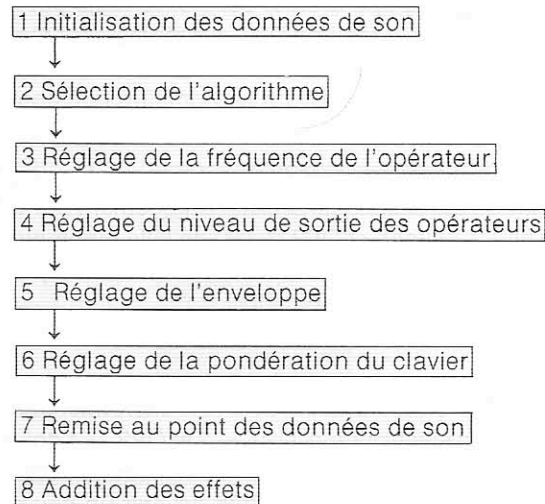 1 Initialisation des données de son
2 Sélection de l'algorithme
3 Réglage de la fréquence de l'opérateur.
4 Réglage du niveau de sortie des opérateurs
5 Réglage de l'enveloppe
6 Réglage de la pondération du clavier
7 Remise au point des données de son
8 Addition des effets